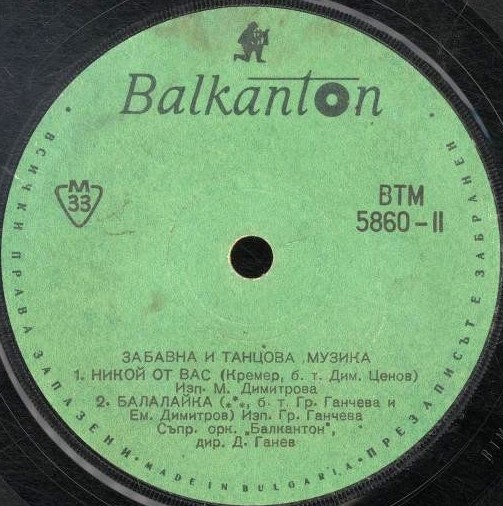 Balkanton
M
33
ВТМ
5860-II
ЗАБАВНА И ТАНЦОВА МУЗИКА
1. НИКОЙ ОТ ВАС (Кремер, б. т. Дим. Ценов)
Изп. М. Димитрова
2. БАЛАЛАЙКА (***, б. т. Гр. Ганчева и
Ем. Димитров) Изп. Гр. Ганчева
Съпр. орк. „Балкантон",
дир. Д. Ганев
• ВСИЧКИ ПРАВА ЗАПАЗЕНИ • MADE IN BULGARIA • ПРЕЗАПИСЪТ Е ЗАБРАНЕН •